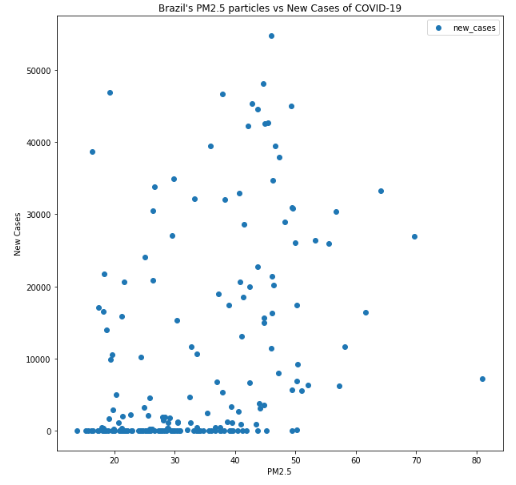 Brazil's PM2.5 particles vs New Cases of COVID-19
new_cases
50000
40000
30000
20000
10000
0
New Cases
20 30 40 50 60 70 80
PM2.5